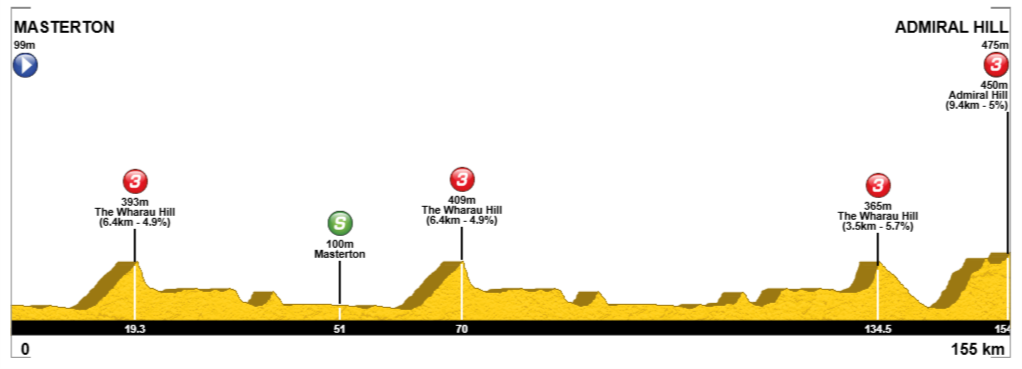 MASTERTON
99m
ADMIRAL HILL
475m
3
450m
Admiral Hill
(9.4km - 5%)
3
393m
The Wharau Hill
(6.4km - 4.9%)
S
100m
Masterton
3
409m
The Wharau Hill
(6.4km - 4.9%)
3
365m
The Wharau Hill
(3.5km - 5.7%)
19.3
51
70
134.5
154
0
155 km